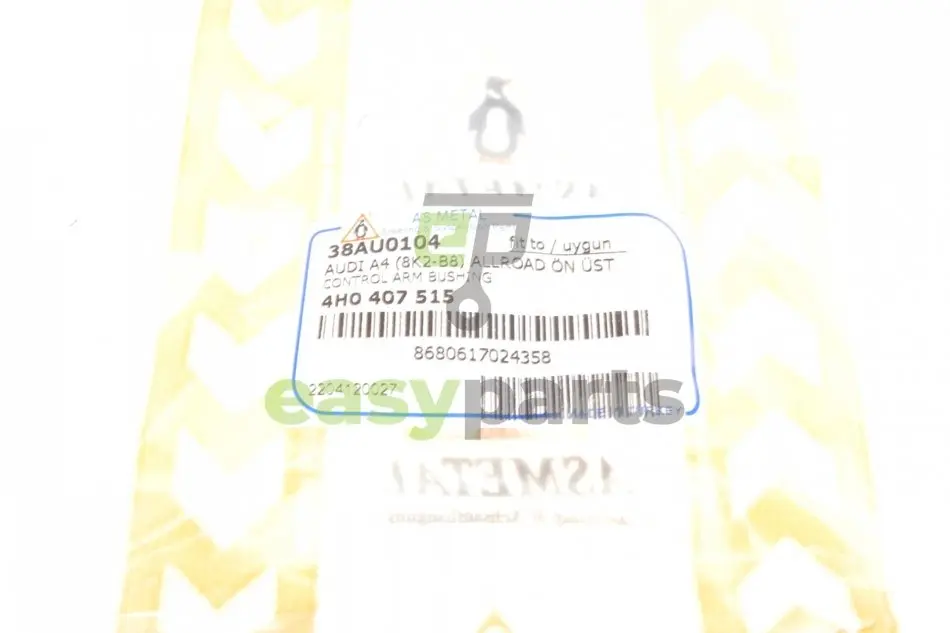 AS METAL
38AU0104
fit to / uygun
AUDI A4 (8K2-B8) ALLROAD ÖN ÜST
CONTROL ARM BUSHING
4H0 407 515
8680617024358
2204120027
easyparts
MADE IN TURKEY
ASMETAL